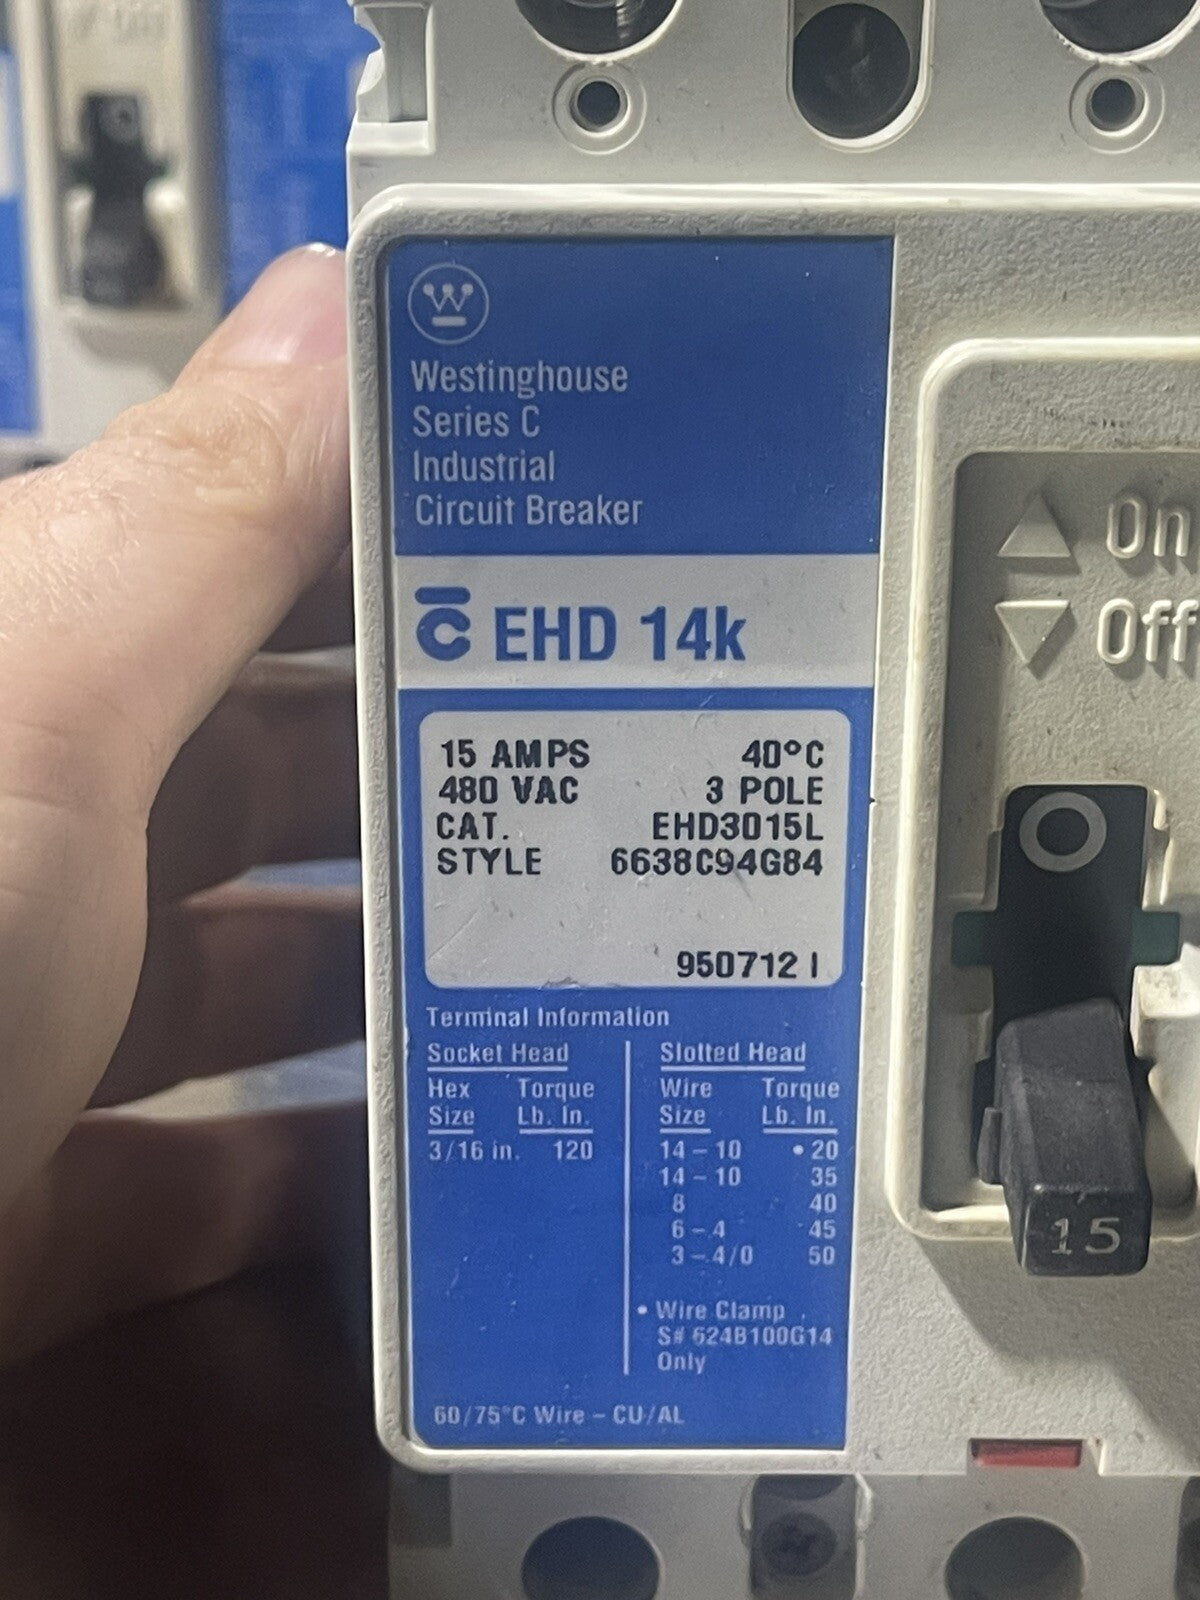 W
Westinghouse
Series C
Industrial
Circuit Breaker
C EHD 14k
15 AMPS 40°C
480 VAC 3 POLE
CAT. EHD3015L
STYLE 6638C94G84
950712 I
Terminal Information
Socket Head
Hex Torque
Size Lb. In.
3/16 in. 120
Slotted Head
Wire Torque
Size Lb. In.
14 – 10 • 20
14 – 10 35
8 40
6 – 4 45
3 – 4/0 50
• Wire Clamp
S# 624B100G14
Only
60/75°C Wire – CU/AL
On
Off
O
15